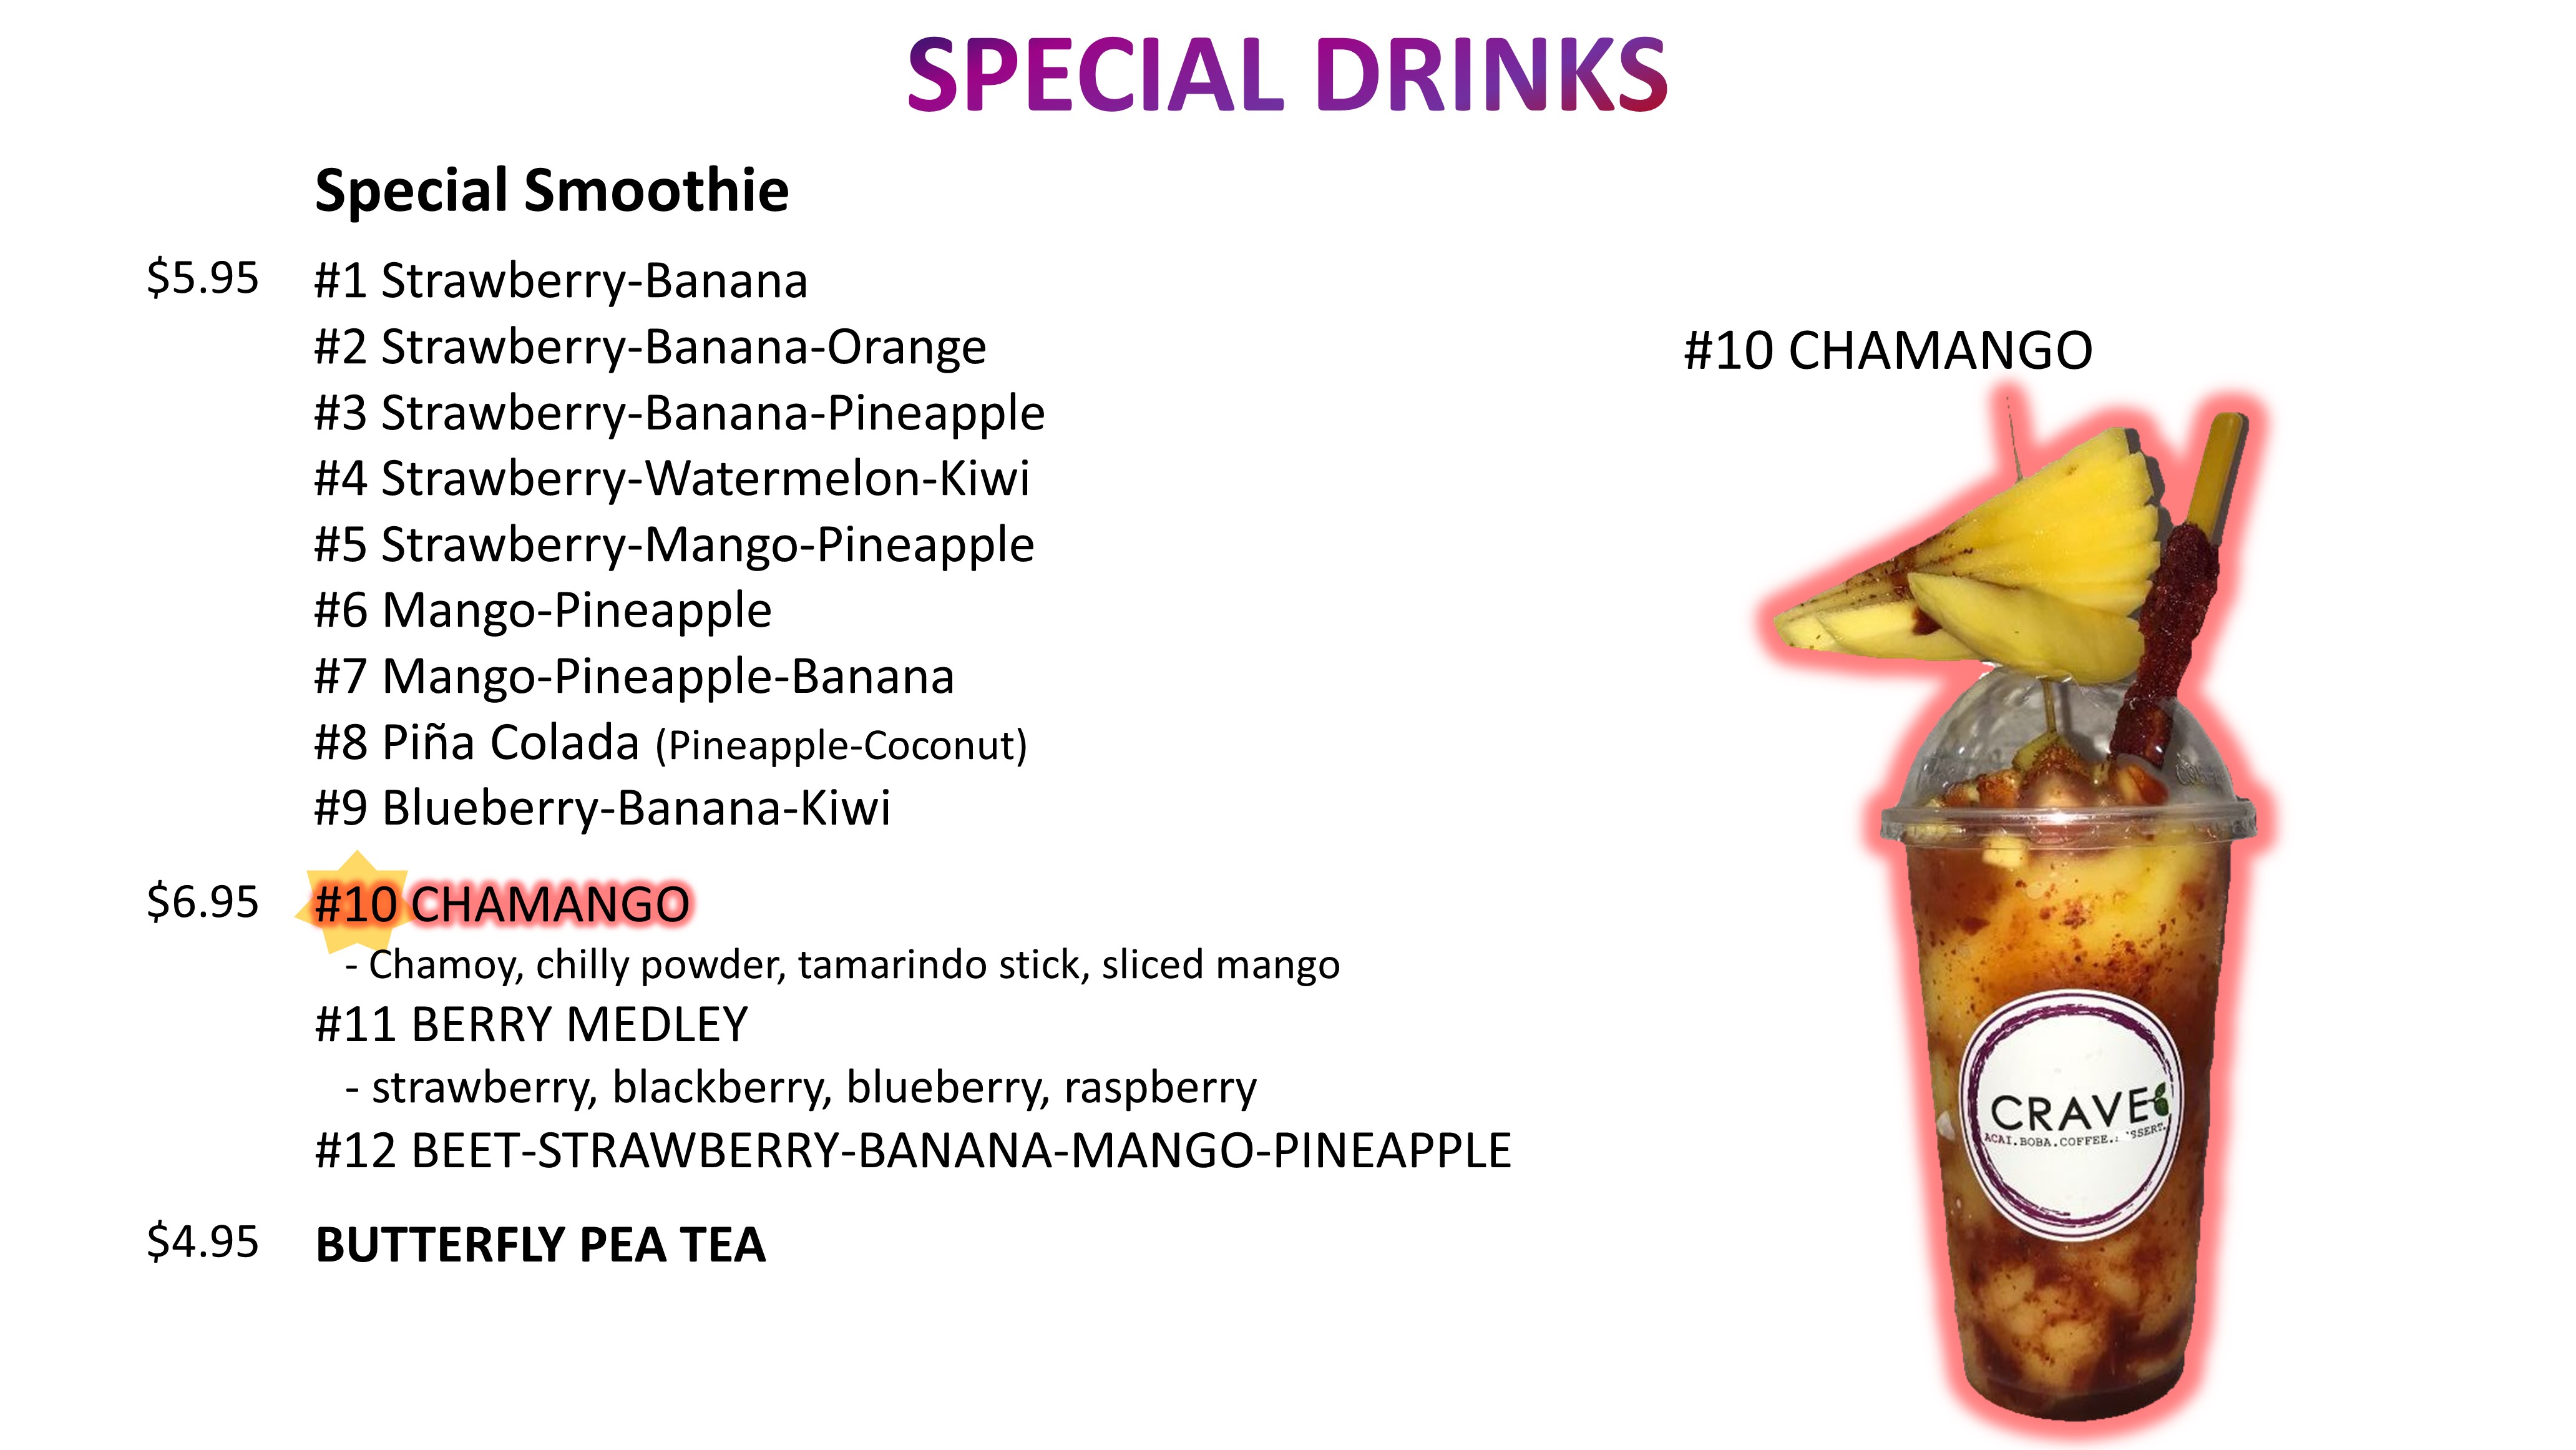 SPECIAL DRINKS
Special Smoothie
$5.95 #1 Strawberry-Banana
#2 Strawberry-Banana-Orange
#3 Strawberry-Banana-Pineapple
#4 Strawberry-Watermelon-Kiwi
#5 Strawberry-Mango-Pineapple
#6 Mango-Pineapple
#7 Mango-Pineapple-Banana
#8 Piña Colada (Pineapple-Coconut)
#9 Blueberry-Banana-Kiwi
$6.95 #10 CHAMANGO
- Chamoy, chilly powder, tamarindo stick, sliced mango
#11 BERRY MEDLEY
- strawberry, blackberry, blueberry, raspberry
#12 BEET-STRAWBERRY-BANANA-MANGO-PINEAPPLE
$4.95 BUTTERFLY PEA TEA
#10 CHAMANGO
CRAVE
ACAI.BOBA.COFFEE.